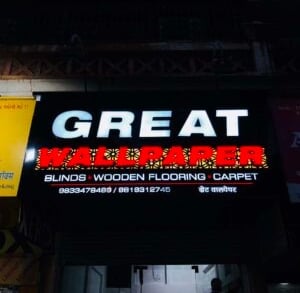 GREAT
WALLPAPER
BLINDS • WOODEN FLOORING • CARPET
9833478489 / 9819312745 ग्रेट वालपेपर